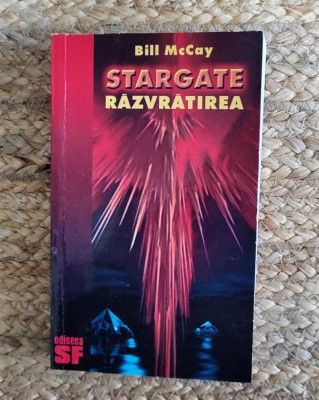 Bill McCay
STARGATE
RĂZVRĂTIREA
odiseea
SF